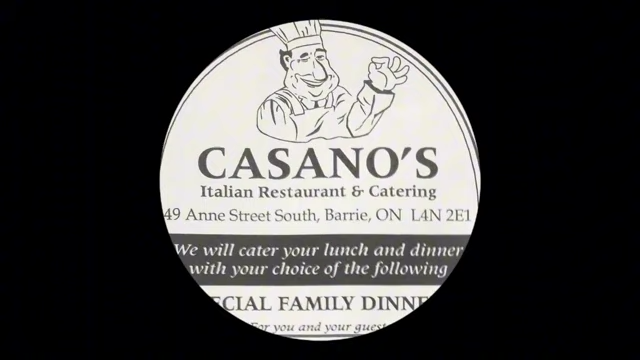 CASANO'S
Italian Restaurant & Catering
49 Anne Street South, Barrie, ON L4N 2E1
We will cater your lunch and dinner
with your choice of the following
ECIAL FAMILY DINNE
For you and your guest